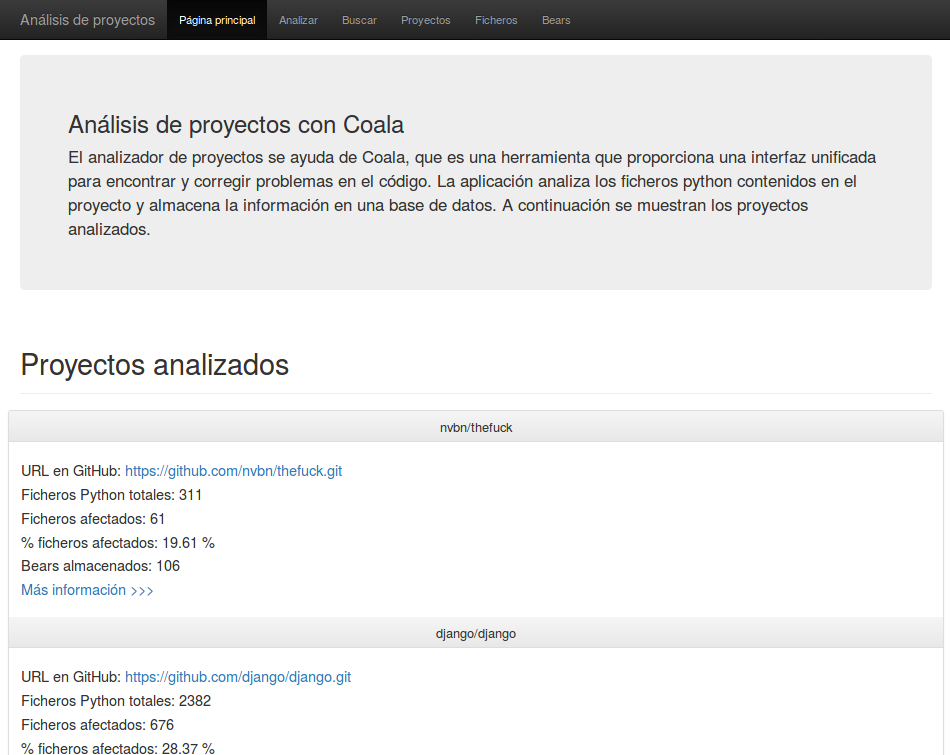 Análisis de proyectos Página principal Analizar Buscar Proyectos Ficheros Bears
Análisis de proyectos con Coala
El analizador de proyectos se ayuda de Coala, que es una herramienta que proporciona una interfaz unificada
para encontrar y corregir problemas en el código. La aplicación analiza los ficheros python contenidos en el
proyecto y almacena la información en una base de datos. A continuación se muestran los proyectos
analizados.
Proyectos analizados
nvbn/thefuck
URL en GitHub: https://github.com/nvbn/thefuck.git
Ficheros Python totales: 311
Ficheros afectados: 61
% ficheros afectados: 19.61 %
Bears almacenados: 106
Más información >>>
django/django
URL en GitHub: https://github.com/django/django.git
Ficheros Python totales: 2382
Ficheros afectados: 676
% ficheros afectados: 28.37 %